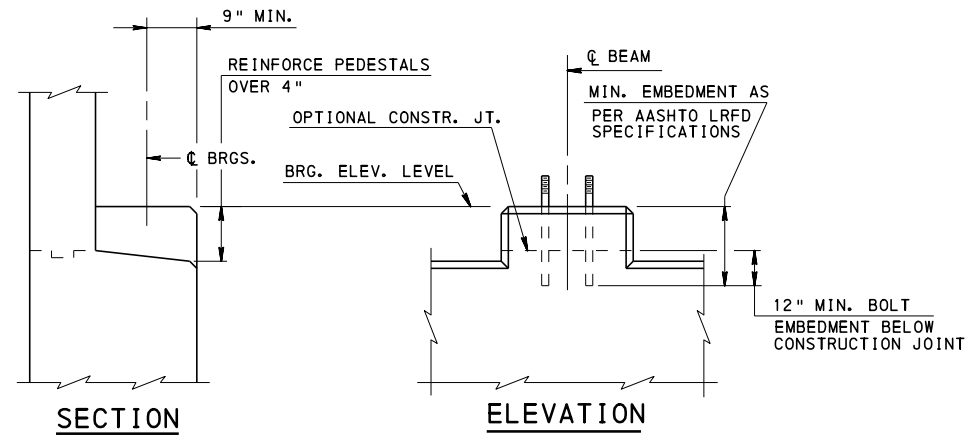 9" MIN.
REINFORCE PEDESTALS
OVER 4"
OPTIONAL CONSTR. JT.
℄ BRGS.
BRG. ELEV. LEVEL
℄ BEAM
MIN. EMBEDMENT AS
PER AASHTO LRFD
SPECIFICATIONS
12" MIN. BOLT
EMBEDMENT BELOW
CONSTRUCTION JOINT
SECTION
ELEVATION